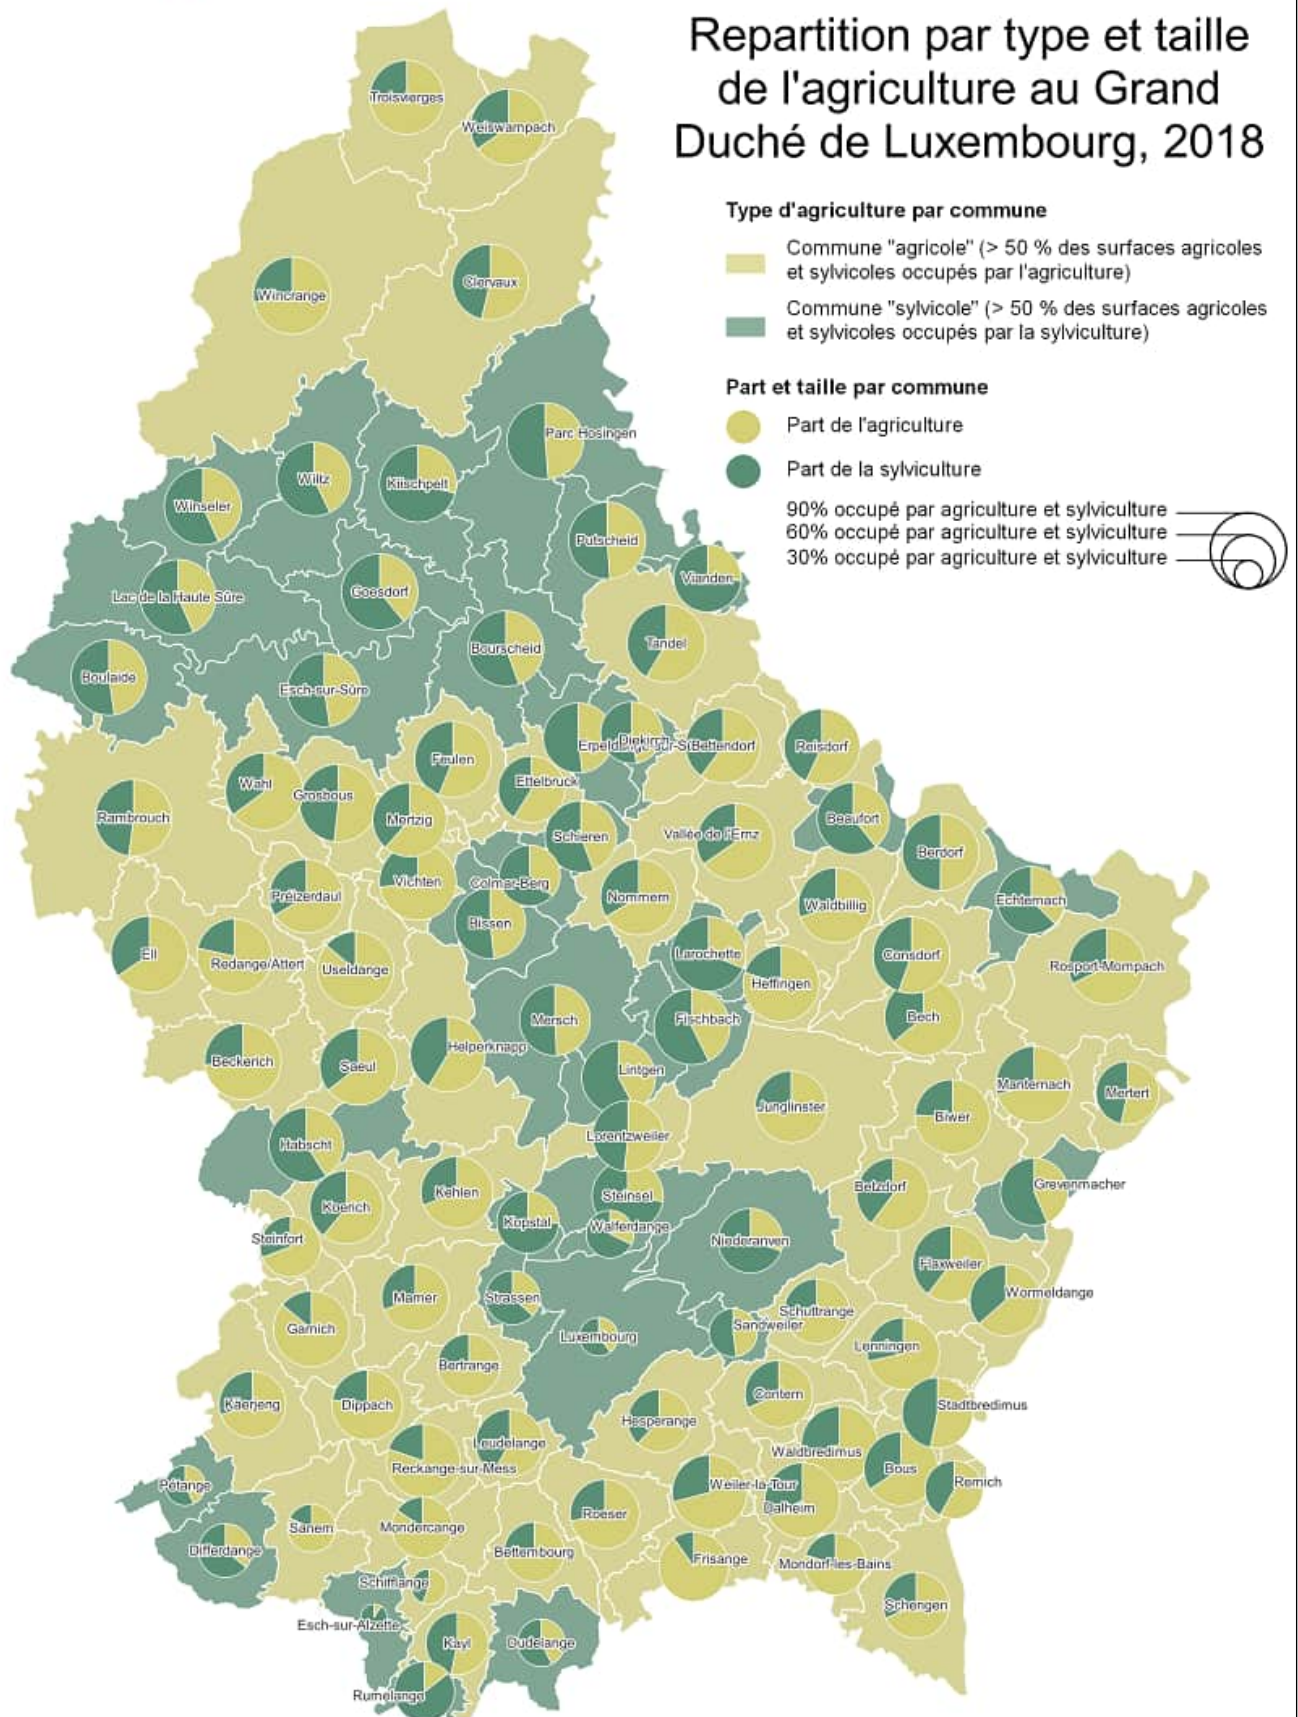 Repartition par type et taille
de l'agriculture au Grand
Duché de Luxembourg, 2018
Type d'agriculture par commune
Commune "agricole" (> 50 % des surfaces agricoles
et sylvicoles occupés par l'agriculture)
Commune "sylvicole" (> 50 % des surfaces agricoles
et sylvicoles occupés par la sylviculture)
Part et taille par commune
Part de l'agriculture
Part de la sylviculture
90% occupé par agriculture et sylviculture
60% occupé par agriculture et sylviculture
30% occupé par agriculture et sylviculture
Troisvierges
Weiswampach
Wincrange
Clervaux
Parc Hosingen
Wiltz
Kiischpelt
Winseler
Putscheid
Vianden
Lac de la Haute Sûre
Goesdorf
Tandel
Bourscheid
Boulaide
Esch-sur-Sûre
Diekirch
Bettendorf
Reisdorf
Feulen
Ettelbruck
Wahl
Grosbous
Rambrouch
Mertzig
Schieren
Vallée de l'Ernz
Beaufort
Berdorf
Vichten
Colmar-Berg
Préizerdaul
Nommern
Waldbillig
Echternach
Bissen
Ell
Redange/Attert
Useldange
Larochette
Consdorf
Rosport-Mompach
Heffingen
Mersch
Fischbach
Bech
Helperknapp
Beckerich
Saeul
Lintgen
Manternach
Mertert
Junglinster
Biwer
Lorentzweiler
Habscht
Betzdorf
Grevenmacher
Kehlen
Steinsel
Koerich
Kopstal
Walferdange
Steinfort
Niederanven
Flaxweiler
Wormeldange
Mamer
Strassen
Schuttrange
Sandweiler
Garnich
Luxembourg
Lenningen
Bertrange
Contern
Käerjeng
Dippach
Stadtbredimus
Hesperange
Leudelange
Waldbredimus
Reckange-sur-Mess
Bous
Pétange
Weiler-la-Tour
Remich
Dalheim
Roeser
Sanem
Mondercange
Differdange
Bettembourg
Frisange
Mondorf-les-Bains
Schifflange
Schengen
Esch-sur-Alzette
Kayl
Dudelange
Rumelange